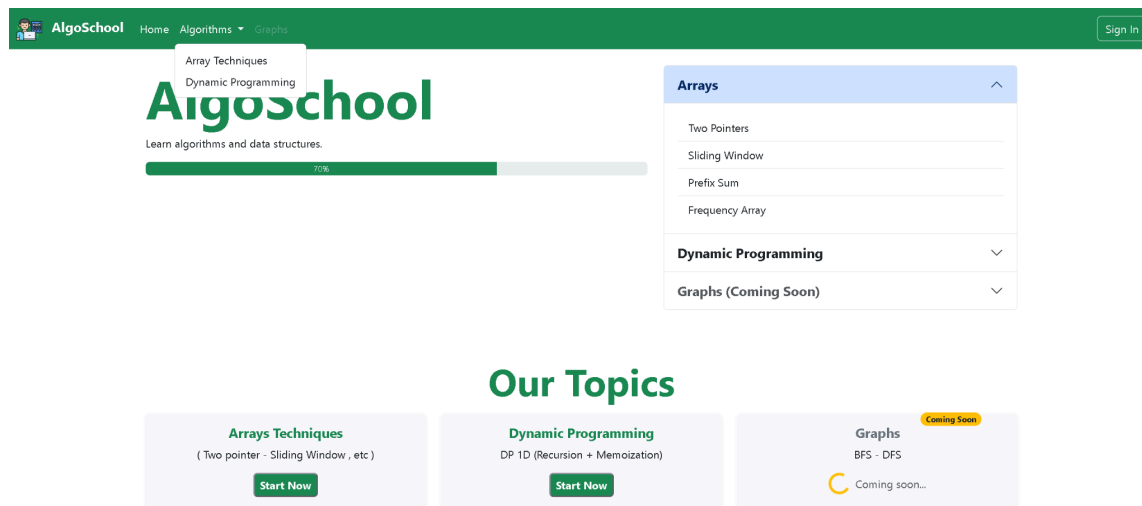 AlgoSchool Home Algorithms Graphs Sign In
Array Techniques
Dynamic Programming
AlgoSchool
Learn algorithms and data structures.
70%
Arrays
Two Pointers
Sliding Window
Prefix Sum
Frequency Array
Dynamic Programming
Graphs (Coming Soon)
Our Topics
Arrays Techniques
( Two pointer - Sliding Window , etc )
Start Now
Dynamic Programming
DP 1D (Recursion + Memoization)
Start Now
Coming Soon
Graphs
BFS - DFS
Coming soon...